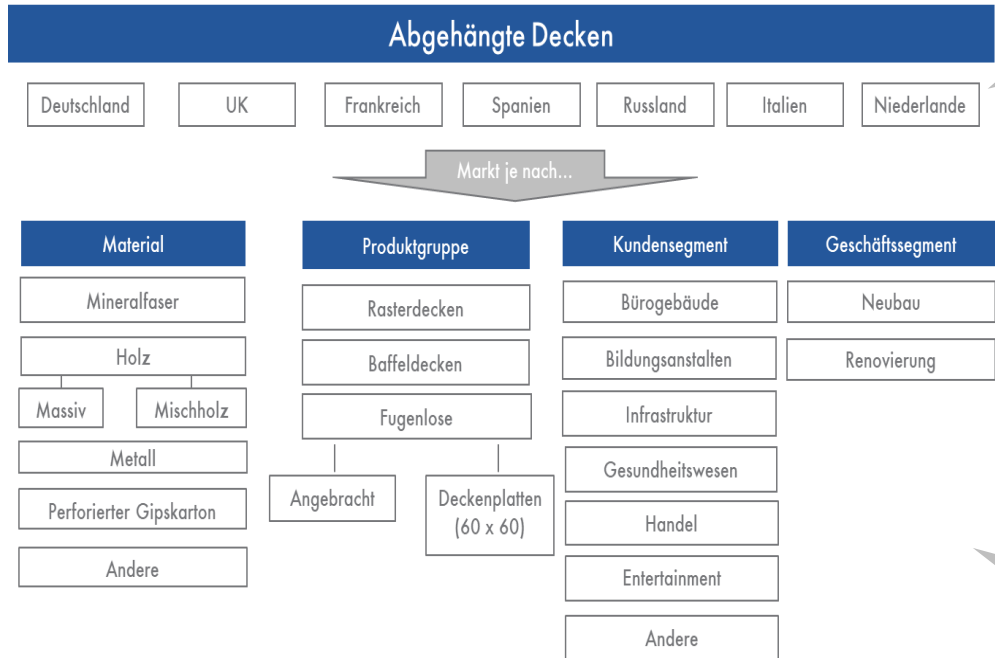 Abgehängte Decken
Deutschland
UK
Frankreich
Spanien
Russland
Italien
Niederlande
Markt je nach...
Material
Mineralfaser
Holz
Massiv
Mischholz
Metall
Perforierter Gipskarton
Andere
Produktgruppe
Rasterdecken
Baffeldecken
Fugenlose
Angebracht
Deckenplatten
(60 x 60)
Kundensegment
Bürogebäude
Bildungsanstalten
Infrastruktur
Gesundheitswesen
Handel
Entertainment
Andere
Geschäftssegment
Neubau
Renovierung